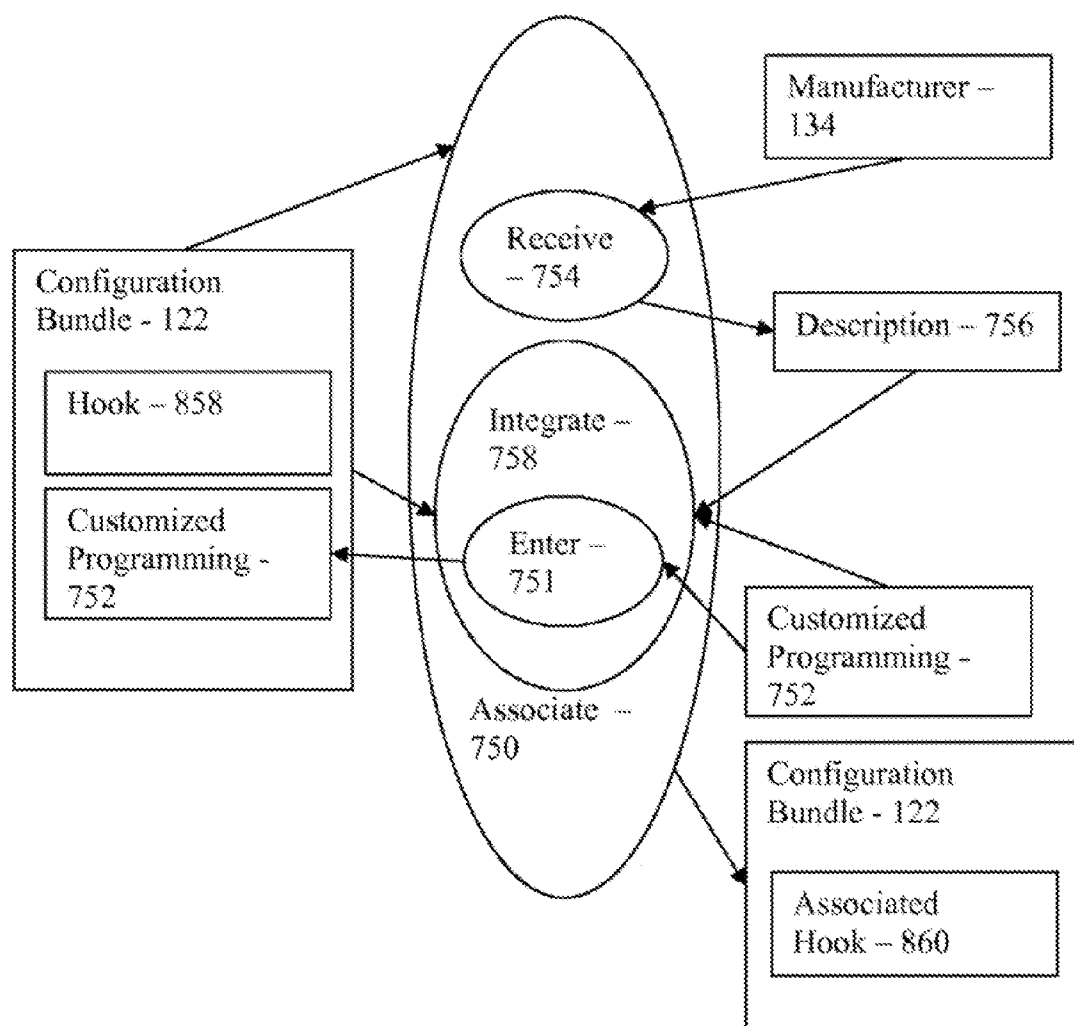 Manufacturer –
134
Receive
– 754
Configuration
Bundle - 122
Description – 756
Hook – 858
Integrate –
758
Customized
Programming -
752
Enter –
751
Customized
Programming -
752
Associate –
750
Configuration
Bundle - 122
Associated
Hook – 860